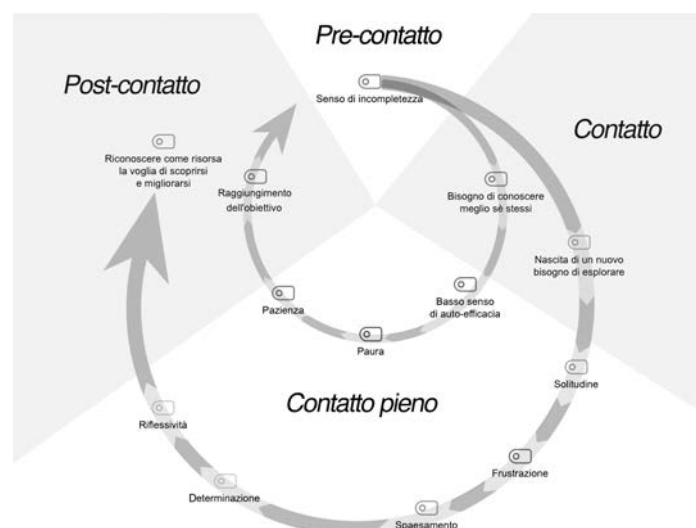 Pre-contatto
Senso di incompletezza
Post-contatto
Riconoscere come risorsa
la voglia di scoprirsi
e migliorarsi
Contatto
Raggiungimento
dell'obiettivo
Bisogno di conoscere
meglio sè stessi
Nascita di un nuovo
bisogno di esplorare
Pazienza
Basso senso
di auto-efficacia
Paura
Contatto pieno
Solitudine
Riflessività
Frustrazione
Determinazione
Spaesamento